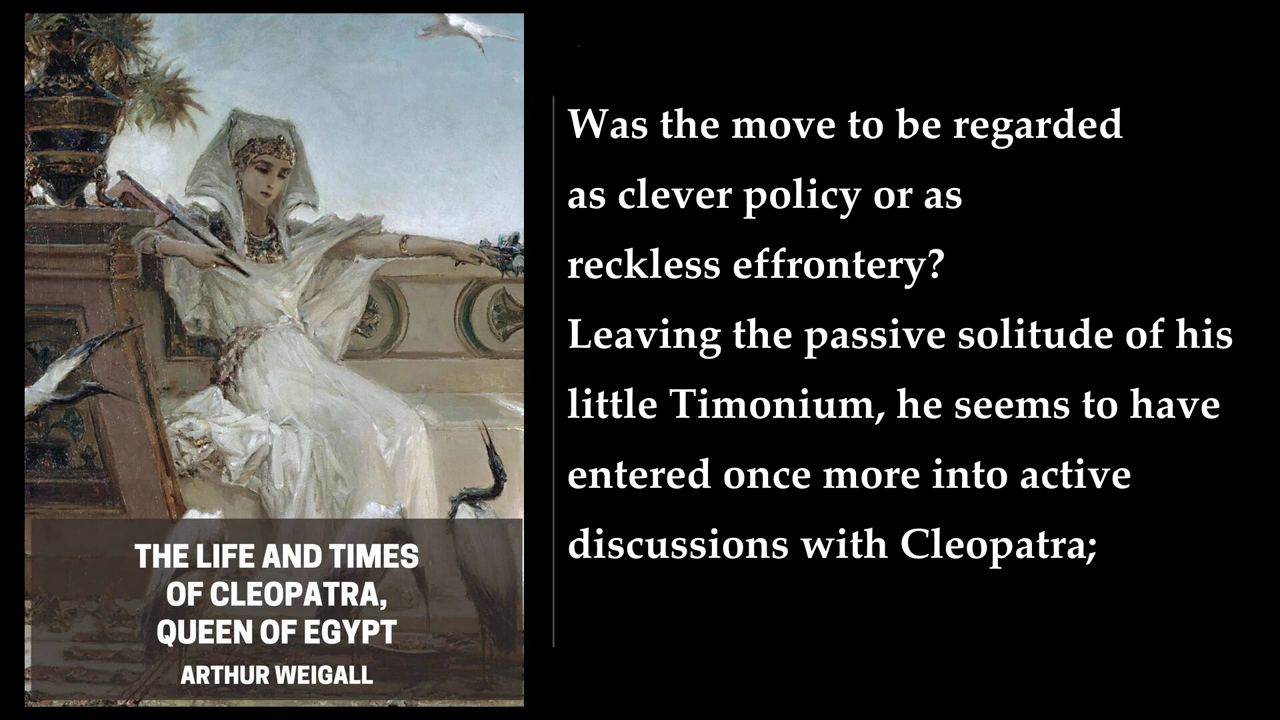 THE LIFE AND TIMES
OF CLEOPATRA,
QUEEN OF EGYPT
ARTHUR WEIGALL
Was the move to be regarded
as clever policy or as
reckless effrontery?
Leaving the passive solitude of his
little Timonium, he seems to have
entered once more into active
discussions with Cleopatra;